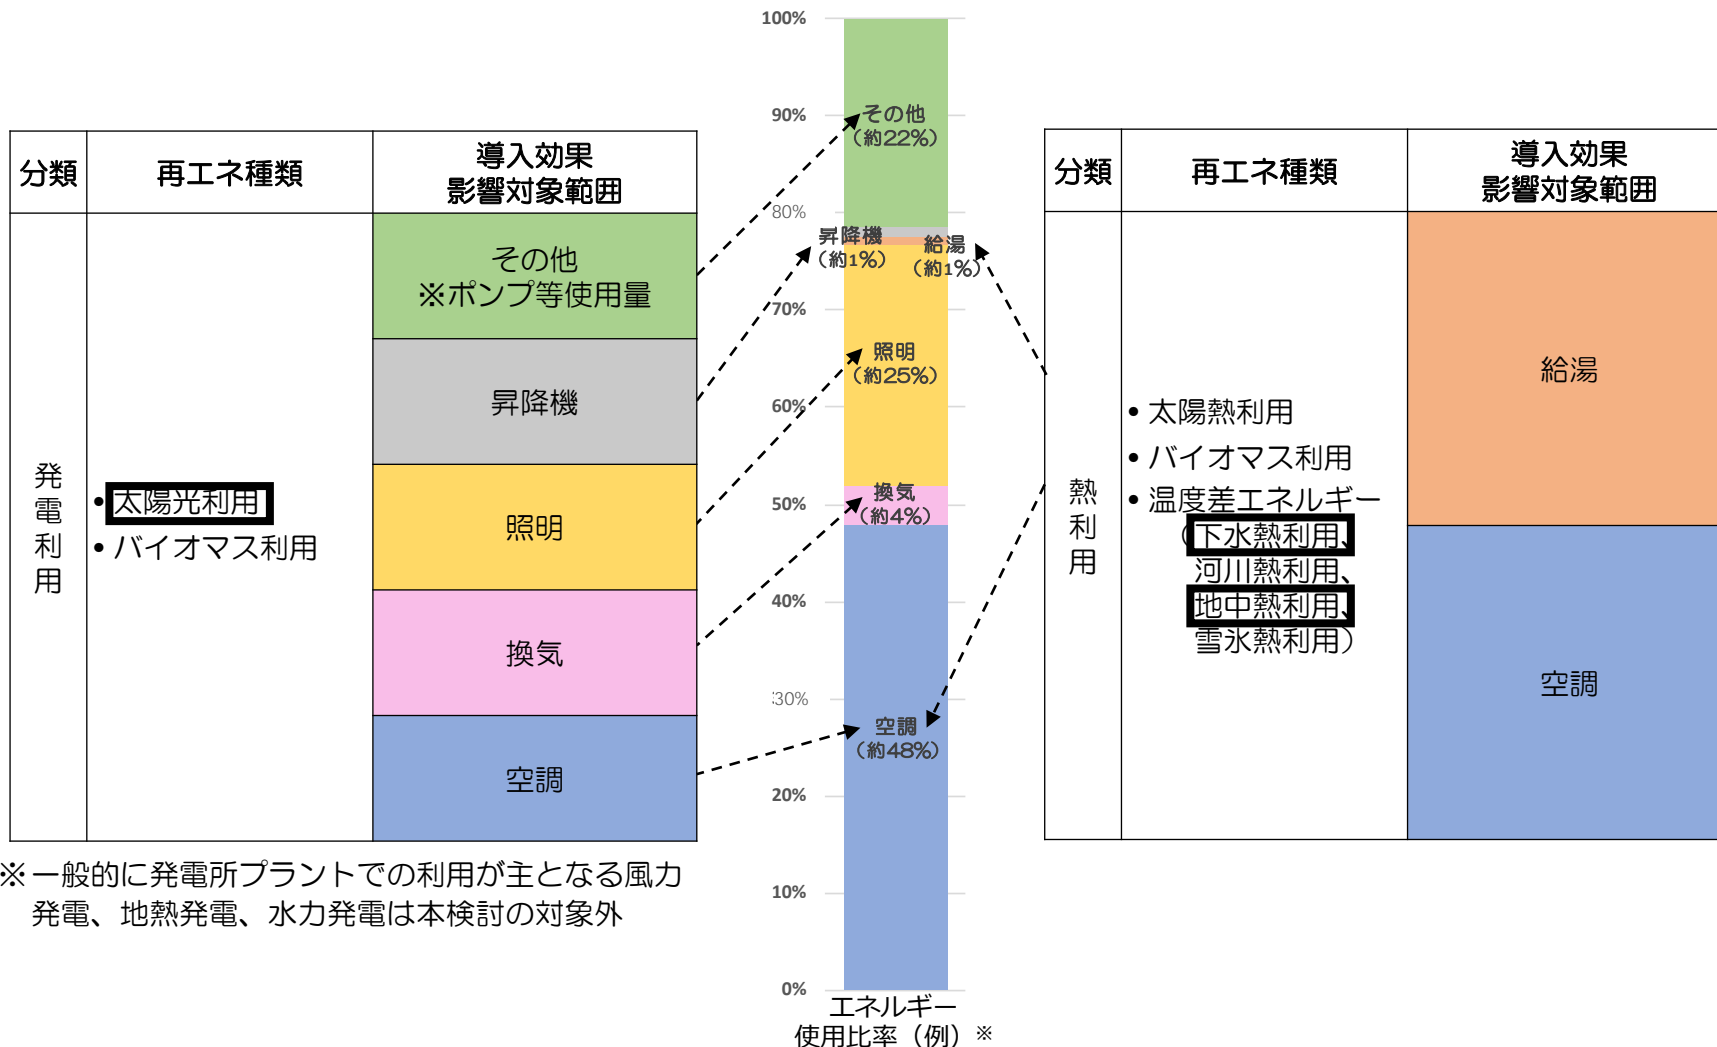 分類
再エネ種類
導入効果
影響対象範囲
発電利用
• 太陽光利用
• バイオマス利用
その他
※ポンプ等使用量
昇降機
照明
換気
空調
※一般的に発電所プラントでの利用が主となる風力
発電、地熱発電、水力発電は本検討の対象外
100%
90%
80%
70%
60%
50%
40%
30%
20%
10%
0%
その他
(約22%)
昇降機
(約1%)
給湯
(約1%)
照明
(約25%)
換気
(約4%)
空調
(約48%)
エネルギー
使用比率（例）※
分類
再エネ種類
導入効果
影響対象範囲
熱利用
• 太陽熱利用
• バイオマス利用
• 温度差エネルギー
（下水熱利用、
河川熱利用、
地中熱利用、
雪氷熱利用）
給湯
空調